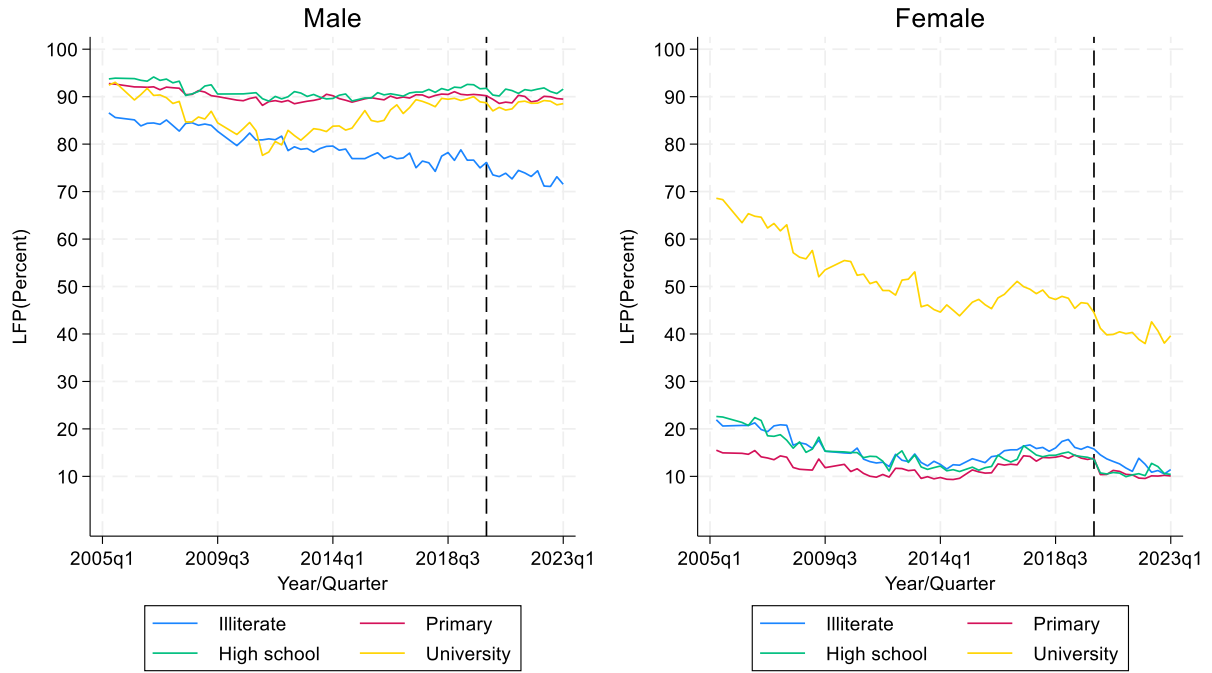 Male
LFP(Percent)
100
90
80
70
60
50
40
30
20
10
2005q1 2009q3 2014q1 2018q3 2023q1
Year/Quarter
Illiterate Primary
High school University
Female
LFP(Percent)
100
90
80
70
60
50
40
30
20
10
2005q1 2009q3 2014q1 2018q3 2023q1
Year/Quarter
Illiterate Primary
High school University